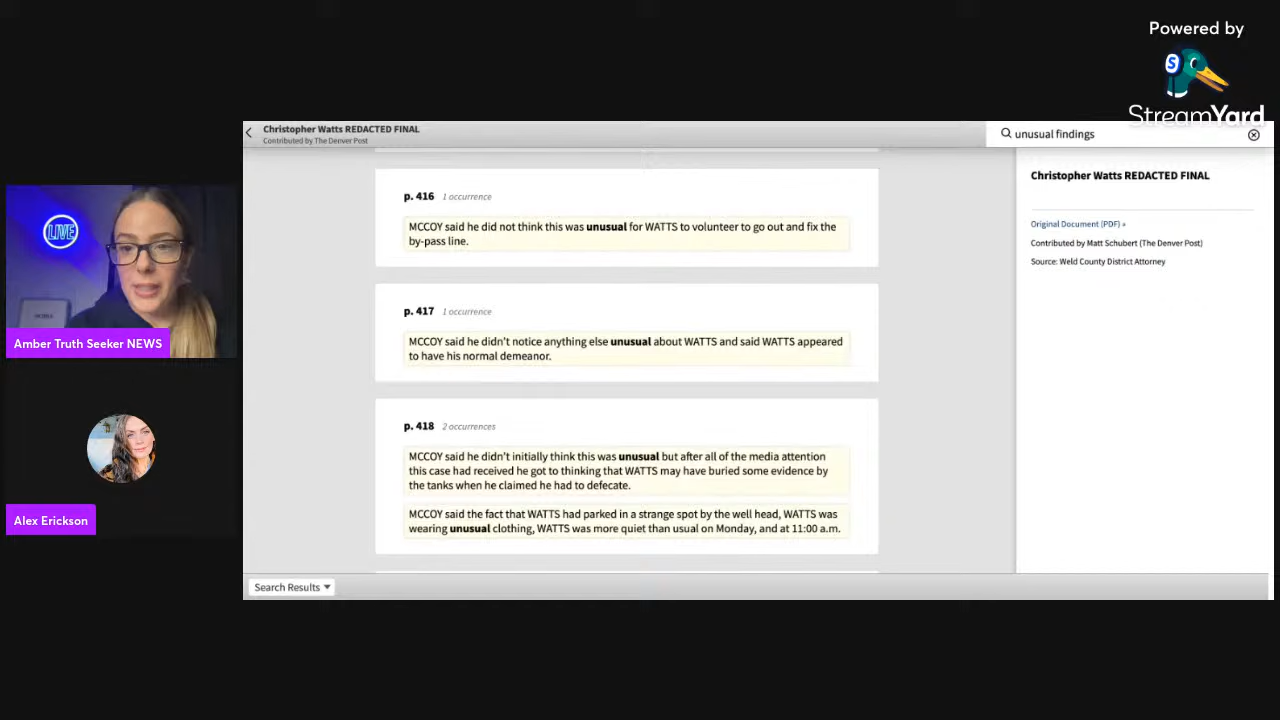 Powered by
S
StreamYard
Christopher Watts REDACTED FINAL
Contributed by The Denver Post
unusual findings
p. 416 1 occurrence
MCCOY said he did not think this was unusual for WATTS to volunteer to go out and fix the
by-pass line.
p. 417 1 occurrence
MCCOY said he didn't notice anything else unusual about WATTS and said WATTS appeared
to have his normal demeanor.
p. 418 2 occurrences
MCCOY said he didn't initially think this was unusual but after all of the media attention
this case had received he got to thinking that WATTS may have buried some evidence by
the tanks when he claimed he had to defecate.
MCCOY said the fact that WATTS had parked in a strange spot by the well head, WATTS was
wearing unusual clothing, WATTS was more quiet than usual on Monday, and at 11:00 a.m.
Christopher Watts REDACTED FINAL
Original Document (PDF) »
Contributed by Matt Schubert (The Denver Post)
Source: Weld County District Attorney
Search Results
LIVE
Amber Truth Seeker NEWS
Alex Erickson